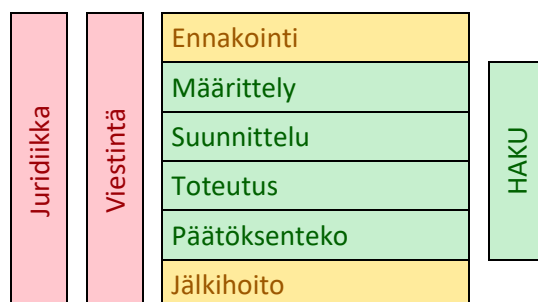 Juridiikka
Viestintä
Ennakointi
Määrittely
Suunnittelu
Toteutus
Päätöksenteko
Jälkihoito
HAKU